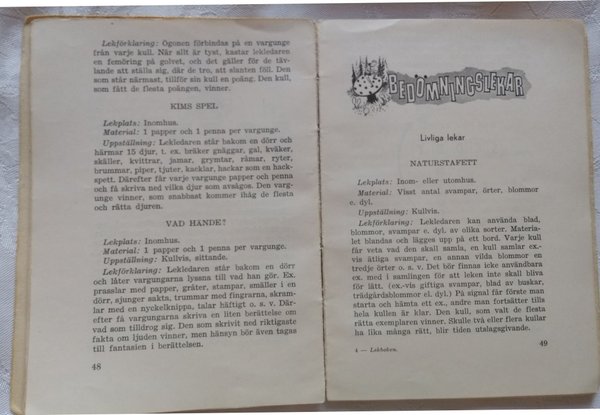 Lekförklaring: Ögonen förbindas på en vargunge
från varje kull. När allt är tyst, kastar lekledaren
en femöring på golvet, och det gäller för de täv-
lande att ställa sig, där de tro, att slanten föll. Den
som står närmast, tillför sin kull en poäng. Den kull,
som fått de flesta poängen, vinner.
KIMS SPEL
Lekplats: Inomhus.
Material: 1 papper och 1 penna per vargunge.
Uppställning: Lekledaren står bakom en dörr och
härmar 15 djur, t. ex. bräker gnäggar, gal, kväker,
skäller, kvittrar, jamar, grymtar, råmar, ryter,
brummar, piper, tjuter, kacklar, hackar som en hack-
spett. Därefter får varje vargunge papper och penna
och få skriva ned vilka djur som avsågos. Den varg-
unge vinner, som snabbast kommer ihåg de flesta
och rätta djuren.
VAD HÄNDE?
Lekplats: Inomhus.
Material: 1 papper och 1 penna per vargunge.
Uppställning: Kullvis, sittande.
Lekförklaring: Lekledaren står bakom en dörr
och låter vargungarna lyssna till vad han gör. Ex.
prasslar med papper, gråter, stampar, smäller i en
dörr, sjunger sakta, trummar med fingrarna, skram-
lar med en nyckelknippa, talar häftigt o. s. v. Där-
efter få vargungarna skriva en liten berättelse om
vad som tilldrog sig. Den som skrivit ned riktigaste
fakta om ljuden vinner, men hänsyn bör även tagas
till fantasien i berättelsen.
48
BEDÖMNINGSLEKAR
Livliga lekar
NATURSTAFETT
Lekplats: Inom- eller utomhus.
Material: Visst antal svampar, örter, blommor
e. dyl.
Uppställning: Kullvis.
Lekförklaring: Lekledaren kan använda blad,
blommor, svampar e. dyl. av olika sorter. Materia-
let blandas och lägges upp på ett bord. Varje kull
får veta vad den skall samla, en kull samlar ex.-
vis ätliga svampar, en annan vilda blommor en
tredje örter o. s. v. Det bör finnas icke användbara
ex. med i samlingen för att leken inte skall bliva
för lätt. (ex.-vis giftiga svampar, blad av buskar,
trädgårdsblommor el. dyl.) På signal får första minst
starta och hämta ett ex., andre man fortsätter tills
hela kullen är klar. Den kull, som valt de flesta
rätta exemplaren vinner. Skulle två eller flera kullar
ha lika många rätt, blir tiden utslagsgivande.
4 — Lekboken.
49